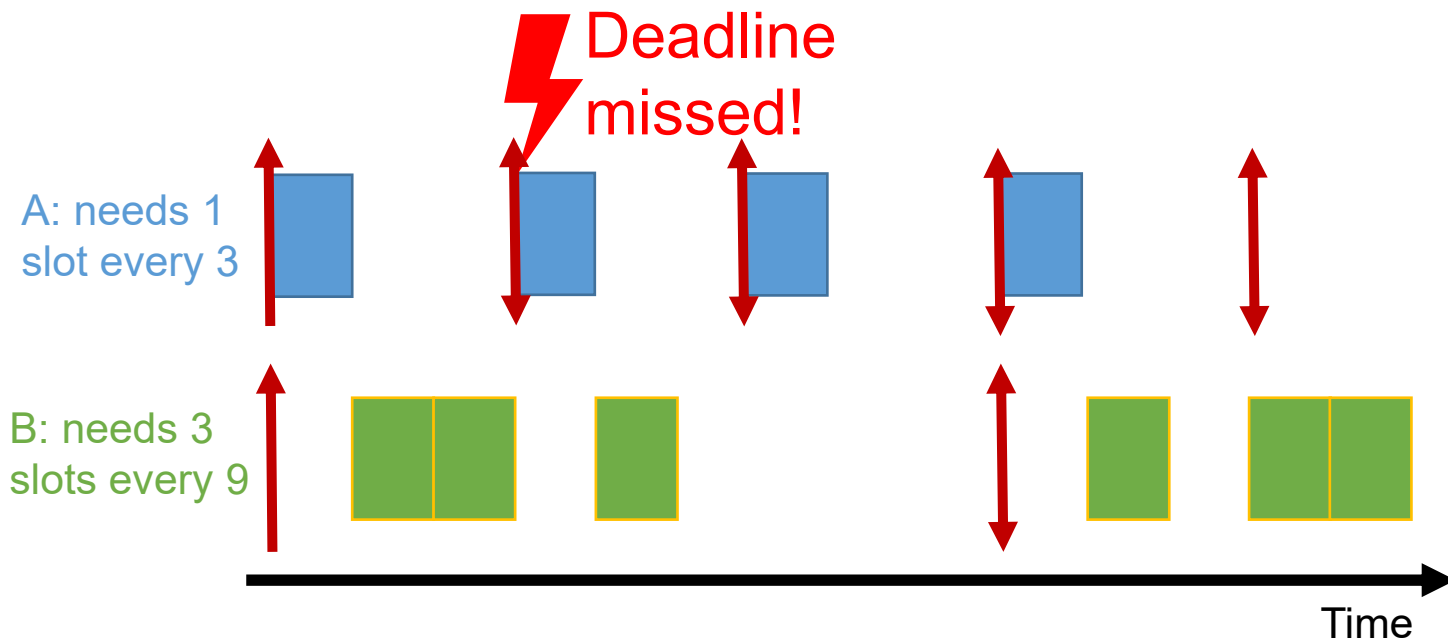 Deadline
missed!
A: needs 1
slot every 3
B: needs 3
slots every 9
Time